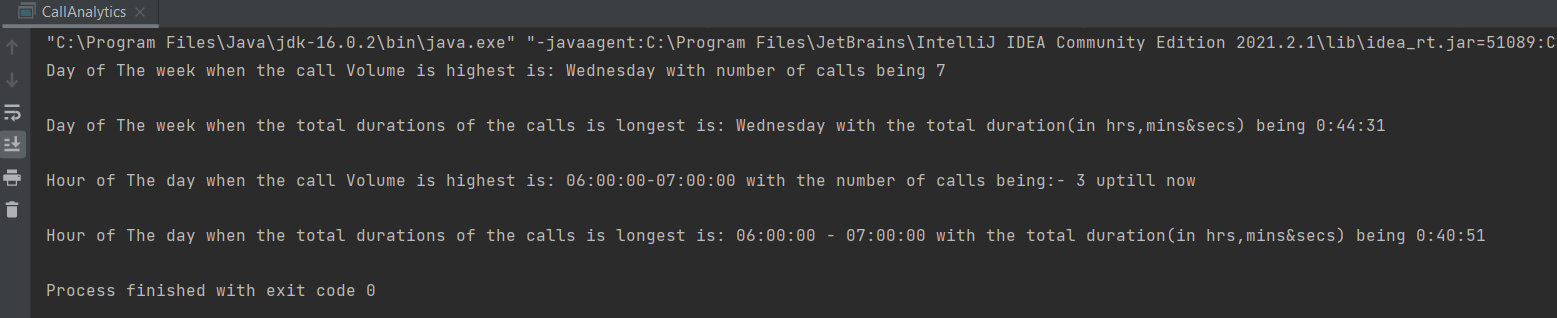 CallAnalytics
"C:\Program Files\Java\jdk-16.0.2\bin\java.exe" "-javaagent:C:\Program Files\JetBrains\IntelliJ IDEA Community Edition 2021.2.1\lib\idea_rt.jar=51089:C
Day of The week when the call Volume is highest is: Wednesday with number of calls being 7
Day of The week when the total durations of the calls is longest is: Wednesday with the total duration(in hrs,mins&secs) being 0:44:31
Hour of The day when the call Volume is highest is: 06:00:00-07:00:00 with the number of calls being:- 3 uptill now
Hour of The day when the total durations of the calls is longest is: 06:00:00 - 07:00:00 with the total duration(in hrs,mins&secs) being 0:40:51
Process finished with exit code 0